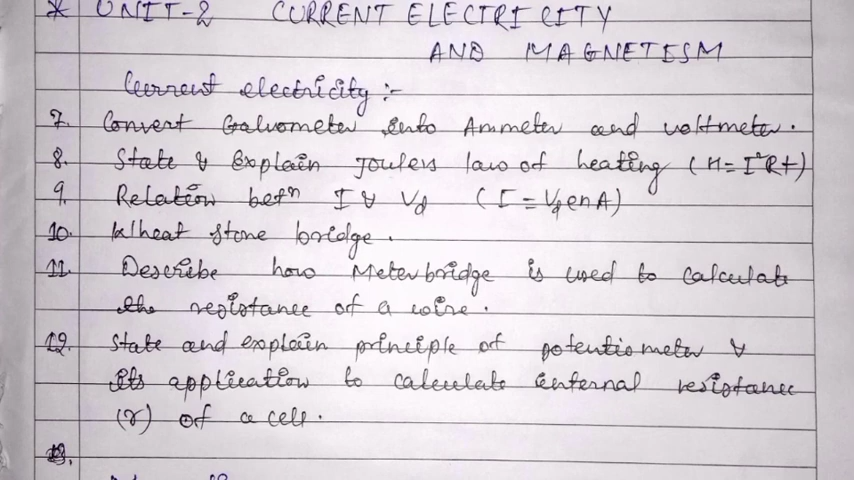 * UNIT-2 CURRENT ELECTRICITY
AND MAGNETISM
Current electricity :-
7. Convert Galvometer into Ammeter and voltmeter.
8. State & Explain Joules law of heating (H=I²Rt)
9. Relation betⁿ I & Vd (I = VdenA)
10. Wheat stone bridge.
11. Describe how Meterbridge is used to calculate
the resistance of a wire.
12. State and explain principle of potentiometer &
its application to calculate internal resistance
(r) of a cell.